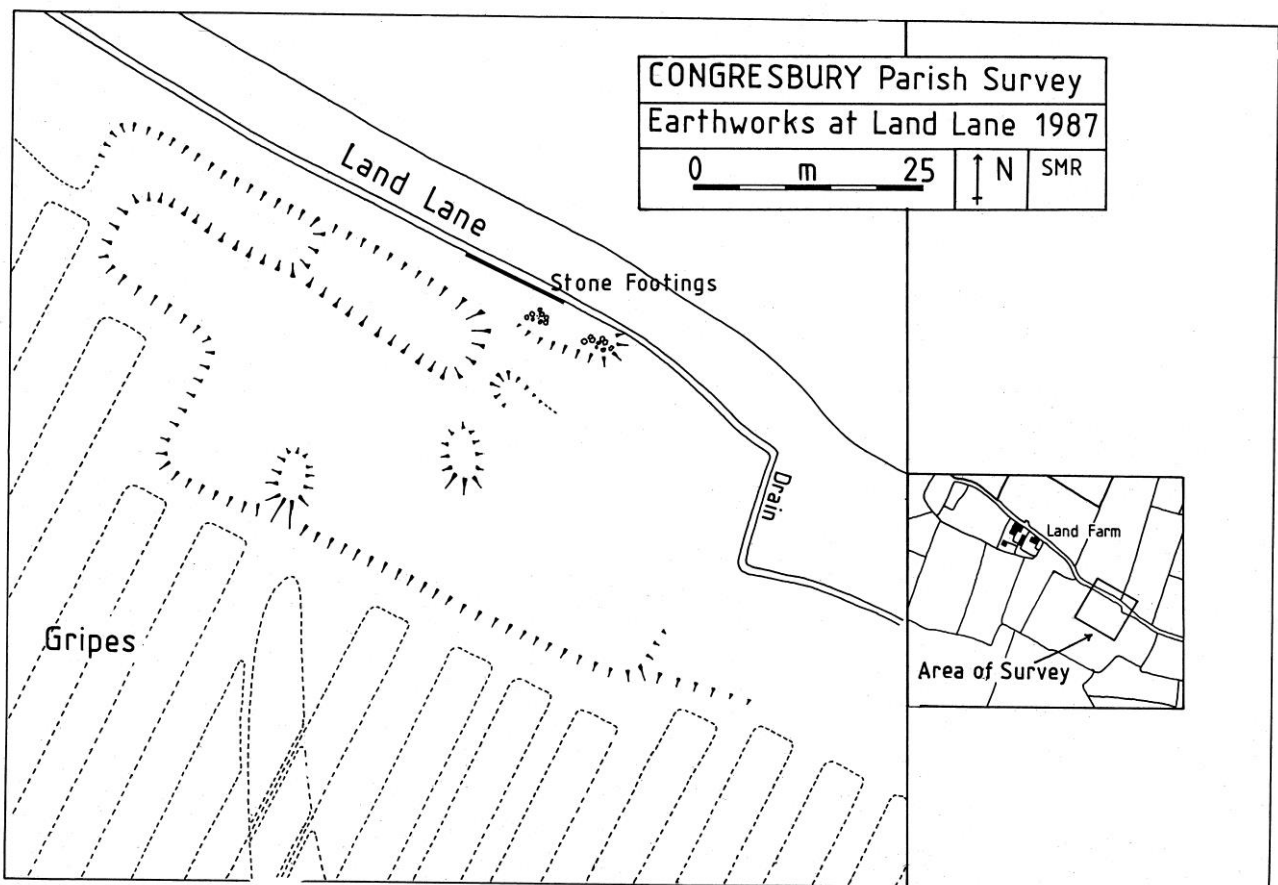 CONGRESBURY Parish Survey
Earthworks at Land Lane 1987
0 m 25
N
SMR
Land Lane
Stone Footings
Drain
Land Farm
Area of Survey
Gripes